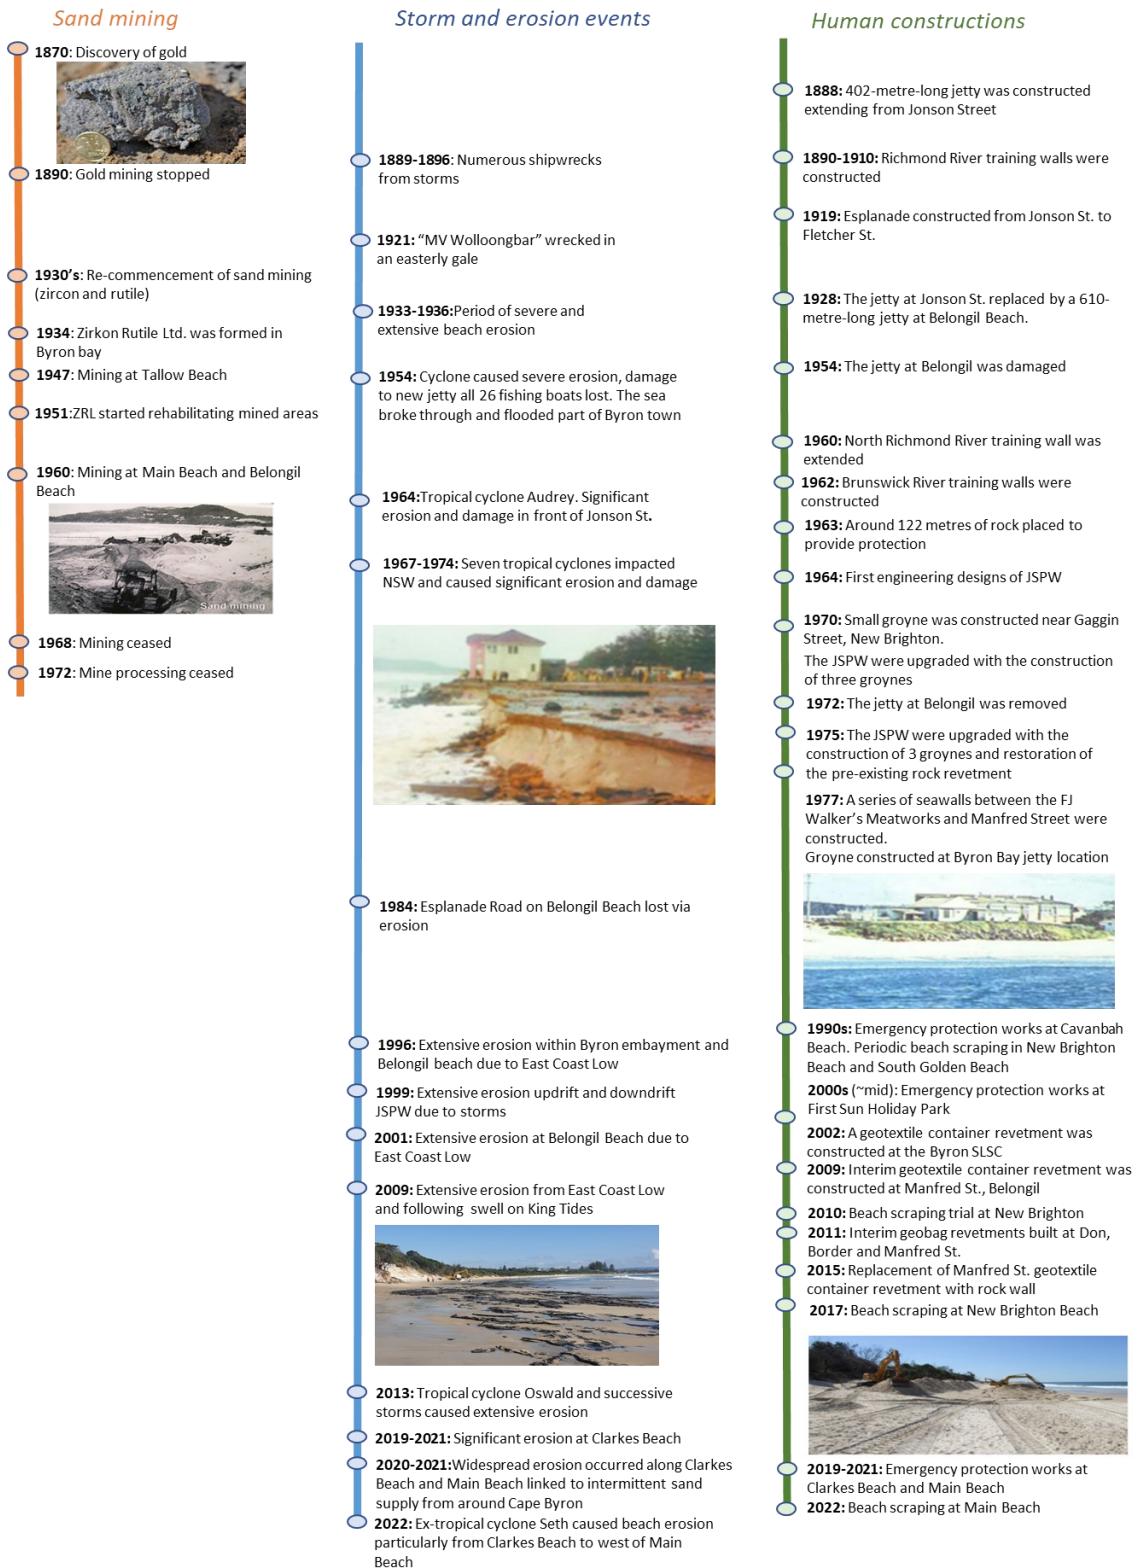 Sand mining
1870: Discovery of gold
1890: Gold mining stopped
1930's: Re-commencement of sand mining
(zircon and rutile)
1934: Zirkon Rutile Ltd. was formed in
Byron bay
1947: Mining at Tallow Beach
1951:ZRL started rehabilitating mined areas
1960: Mining at Main Beach and Belongil
Beach
Sand mining
1968: Mining ceased
1972: Mine processing ceased
Storm and erosion events
1889-1896: Numerous shipwrecks
from storms
1921: “MV Wolloongbar” wrecked in
an easterly gale
1933-1936:Period of severe and
extensive beach erosion
1954: Cyclone caused severe erosion, damage
to new jetty all 26 fishing boats lost. The sea
broke through and flooded part of Byron town
1964:Tropical cyclone Audrey. Significant
erosion and damage in front of Jonson St.
1967-1974: Seven tropical cyclones impacted
NSW and caused significant erosion and damage
1984: Esplanade Road on Belongil Beach lost via
erosion
1996: Extensive erosion within Byron embayment and
Belongil beach due to East Coast Low
1999: Extensive erosion updrift and downdrift
JSPW due to storms
2001: Extensive erosion at Belongil Beach due to
East Coast Low
2009: Extensive erosion from East Coast Low
and following swell on King Tides
2013: Tropical cyclone Oswald and successive
storms caused extensive erosion
2019-2021: Significant erosion at Clarkes Beach
2020-2021:Widespread erosion occurred along Clarkes
Beach and Main Beach linked to intermittent sand
supply from around Cape Byron
2022: Ex-tropical cyclone Seth caused beach erosion
particularly from Clarkes Beach to west of Main
Beach
Human constructions
1888: 402-metre-long jetty was constructed
extending from Jonson Street
1890-1910: Richmond River training walls were
constructed
1919: Esplanade constructed from Jonson St. to
Fletcher St.
1928: The jetty at Jonson St. replaced by a 610-
metre-long jetty at Belongil Beach.
1954: The jetty at Belongil was damaged
1960: North Richmond River training wall was
extended
1962: Brunswick River training walls were
constructed
1963: Around 122 metres of rock placed to
provide protection
1964: First engineering designs of JSPW
1970: Small groyne was constructed near Gaggin
Street, New Brighton.
The JSPW were upgraded with the construction
of three groynes
1972: The jetty at Belongil was removed
1975: The JSPW were upgraded with the
construction of 3 groynes and restoration of
the pre-existing rock revetment
1977: A series of seawalls between the FJ
Walker’s Meatworks and Manfred Street were
constructed.
Groyne constructed at Byron Bay jetty location
1990s: Emergency protection works at Cavanbah
Beach. Periodic beach scraping in New Brighton
Beach and South Golden Beach
2000s (~mid): Emergency protection works at
First Sun Holiday Park
2002: A geotextile container revetment was
constructed at the Byron SLSC
2009: Interim geotextile container revetment was
constructed at Manfred St., Belongil
2010: Beach scraping trial at New Brighton
2011: Interim geobag revetments built at Don,
Border and Manfred St.
2015: Replacement of Manfred St. geotextile
container revetment with rock wall
2017: Beach scraping at New Brighton Beach
2019-2021: Emergency protection works at
Clarkes Beach and Main Beach
2022: Beach scraping at Main Beach